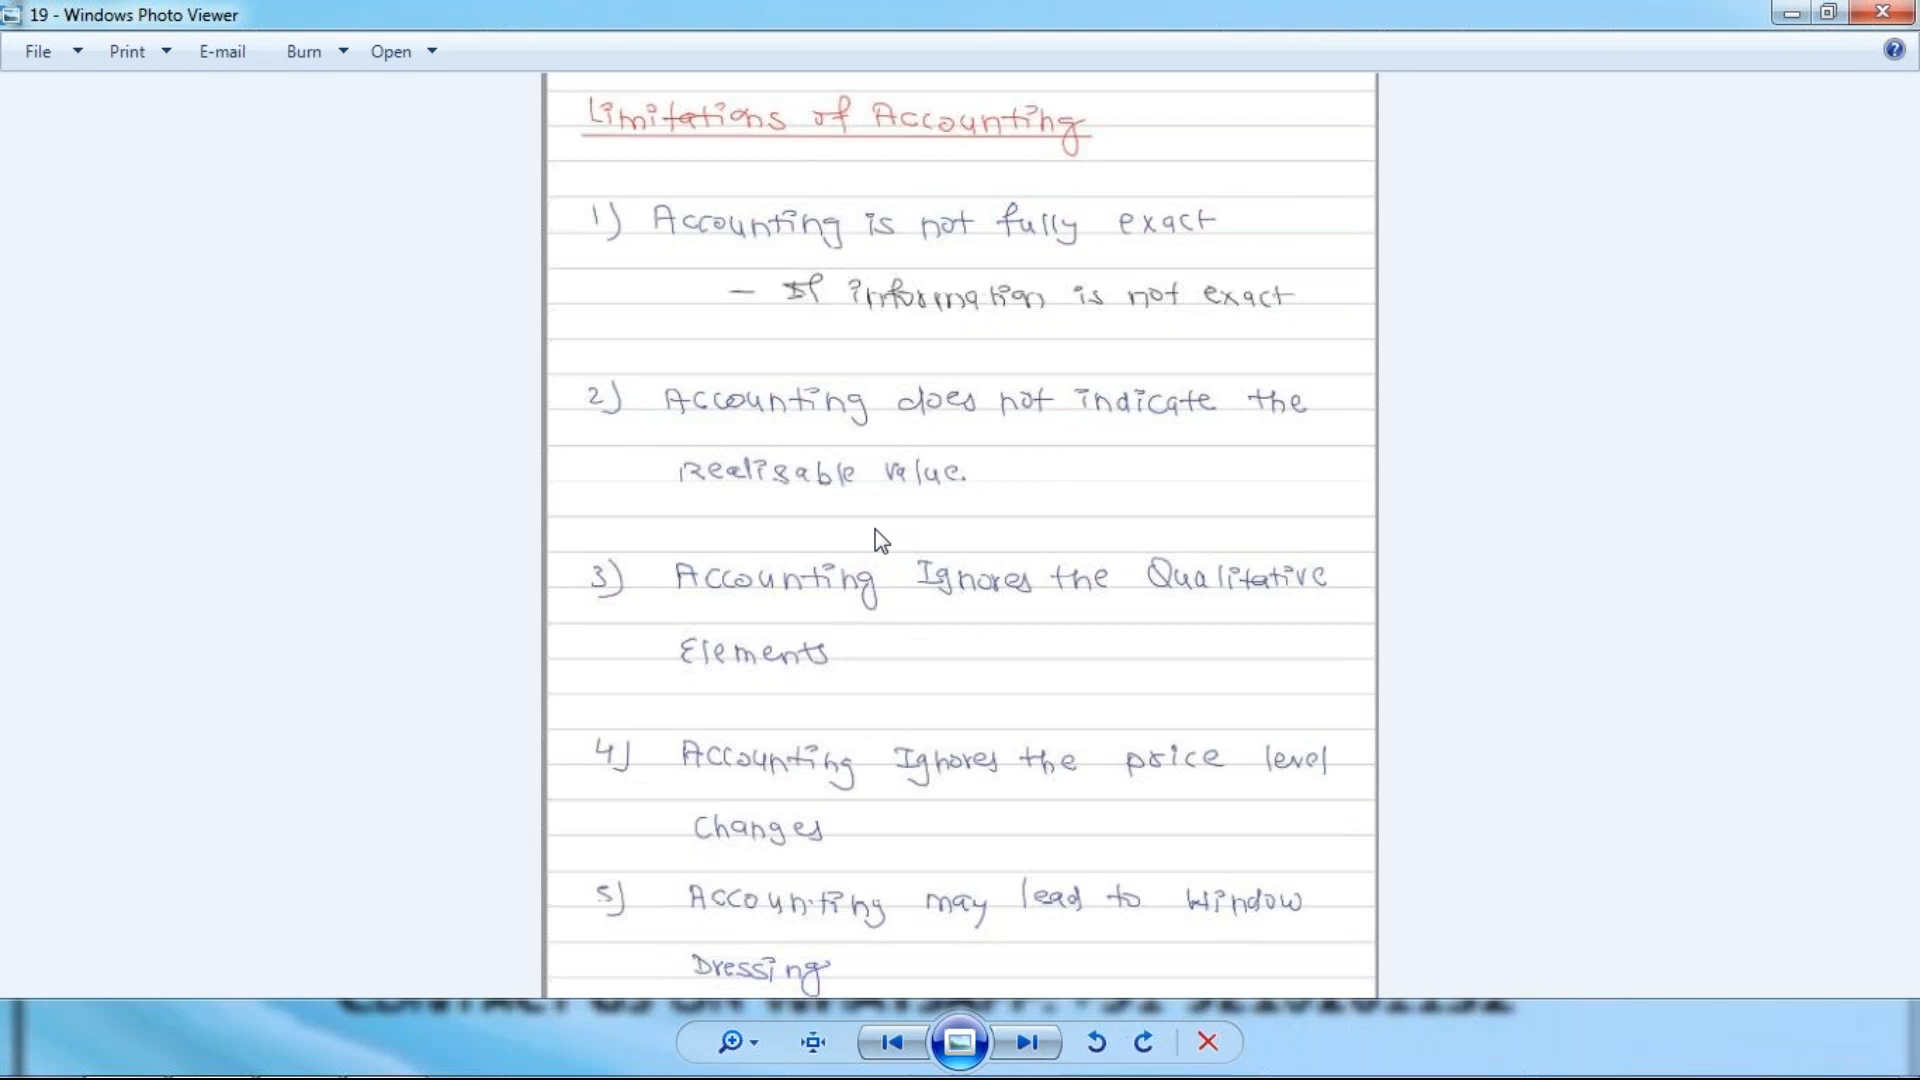 19 - Windows Photo Viewer
File Print E-mail Burn Open
Limitations of Accounting
1) Accounting is not fully exact
- If information is not exact
2) Accounting does not indicate the
Realisable value.
3) Accounting Ignores the Qualitative
Elements
4) Accounting Ignores the price level
Changes
5) Accounting may lead to Window
Dressing